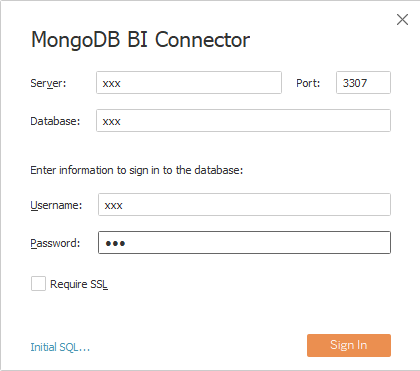 MongoDB BI Connector
Server: xxx Port: 3307
Database: xxx
Enter information to sign in to the database:
Username: xxx
Password: •••
Require SSL
Initial SQL... Sign In